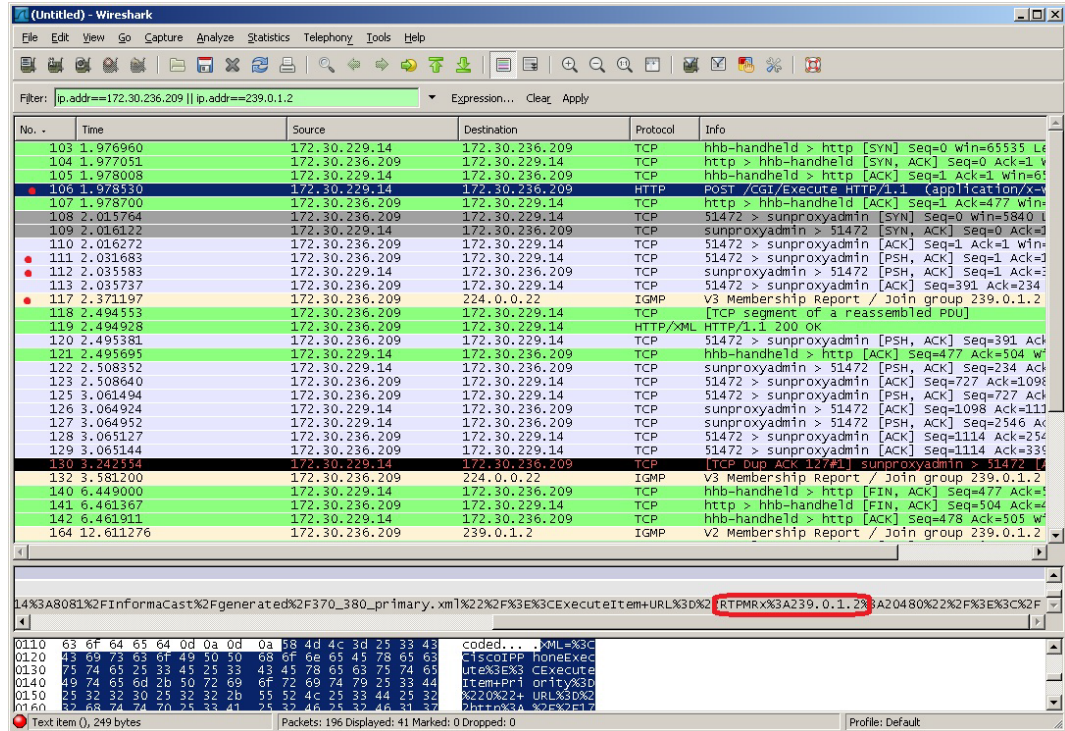 (Untitled) - Wireshark
File Edit View Go Capture Analyze Statistics Telephony Tools Help
Filter: ip.addr==172.30.236.209 || ip.addr==239.0.1.2 Expression... Clear Apply
No. . Time Source Destination Protocol Info
103 1.976960 172.30.229.14 172.30.236.209 TCP hhb-handheld > http [SYN] Seq=0 Win=65535 Le
104 1.977051 172.30.236.209 172.30.229.14 TCP http > hhb-handheld [SYN, ACK] Seq=0 Ack=1 W
105 1.978008 172.30.229.14 172.30.236.209 TCP hhb-handheld > http [ACK] Seq=1 Ack=1 Win=65
106 1.978530 172.30.229.14 172.30.236.209 HTTP POST /CGI/Execute HTTP/1.1 (application/x-w
107 1.978700 172.30.236.209 172.30.229.14 TCP http > hhb-handheld [ACK] Seq=1 Ack=477 Win=
108 2.015764 172.30.236.209 172.30.229.14 TCP 51472 > sunproxyadmin [SYN] Seq=0 Win=5840 L
109 2.016122 172.30.229.14 172.30.236.209 TCP sunproxyadmin > 51472 [SYN, ACK] Seq=0 Ack=1
110 2.016272 172.30.236.209 172.30.229.14 TCP 51472 > sunproxyadmin [ACK] Seq=1 Ack=1 Win=
111 2.031683 172.30.236.209 172.30.229.14 TCP 51472 > sunproxyadmin [PSH, ACK] Seq=1 Ack=1
112 2.035583 172.30.229.14 172.30.236.209 TCP sunproxyadmin > 51472 [PSH, ACK] Seq=1 Ack=3
113 2.035737 172.30.236.209 172.30.229.14 TCP 51472 > sunproxyadmin [ACK] Seq=391 Ack=234
117 2.371197 172.30.236.209 224.0.0.22 IGMP V3 Membership Report / Join group 239.0.1.2
118 2.494553 172.30.236.209 172.30.229.14 TCP [TCP segment of a reassembled PDU]
119 2.494928 172.30.236.209 172.30.229.14 HTTP/XML HTTP/1.1 200 OK
120 2.495381 172.30.236.209 172.30.229.14 TCP 51472 > sunproxyadmin [PSH, ACK] Seq=391 Ack
121 2.495695 172.30.229.14 172.30.236.209 TCP hhb-handheld > http [ACK] Seq=477 Ack=504 W
122 2.508352 172.30.229.14 172.30.236.209 TCP sunproxyadmin > 51472 [PSH, ACK] Seq=234 Ack
123 2.508640 172.30.236.209 172.30.229.14 TCP 51472 > sunproxyadmin [ACK] Seq=727 Ack=1098
125 3.061494 172.30.236.209 172.30.229.14 TCP 51472 > sunproxyadmin [PSH, ACK] Seq=727 Ack
126 3.064924 172.30.229.14 172.30.236.209 TCP sunproxyadmin > 51472 [ACK] Seq=1098 Ack=111
127 3.064952 172.30.229.14 172.30.236.209 TCP sunproxyadmin > 51472 [PSH, ACK] Seq=2546 Ac
128 3.065127 172.30.236.209 172.30.229.14 TCP 51472 > sunproxyadmin [ACK] Seq=1114 Ack=254
129 3.065144 172.30.236.209 172.30.229.14 TCP 51472 > sunproxyadmin [ACK] Seq=1114 Ack=339
130 3.242554 172.30.229.14 172.30.236.209 TCP [TCP Dup ACK 127#1] sunproxyadmin > 51472 [A
132 3.581200 172.30.236.209 224.0.0.22 IGMP V3 Membership Report / Join group 239.0.1.2
140 6.449000 172.30.229.14 172.30.236.209 TCP hhb-handheld > http [FIN, ACK] Seq=477 Ack=5
141 6.461367 172.30.236.209 172.30.229.14 TCP http > hhb-handheld [FIN, ACK] Seq=504 Ack=4
142 6.461911 172.30.229.14 172.30.236.209 TCP hhb-handheld > http [ACK] Seq=478 Ack=505 W
164 12.611276 172.30.236.209 239.0.1.2 IGMP V2 Membership Report / Join group 239.0.1.2
14%3A8081%2FInformaCast%2Fgenerated%2F370_380_primary.xml%22%2F%3E%3CExecuteItem+URL%3D%22RTPMRx%3A239.0.1.2%3A20480%22%2F%3E%3C%2F
0110 63 6f 64 65 64 0d 0a 0d 0a 58 4d 4c 3d 25 33 43 coded... .XML=%3C
0120 43 69 73 63 6f 49 50 50 68 6f 6e 65 45 78 65 63 CiscoIPP honeExec
0130 75 74 65 25 33 45 25 33 43 45 78 65 63 75 74 65 ute%3E%3 CExecute
0140 49 74 65 6d 2b 50 72 69 6f 72 69 74 79 25 33 44 Item+Pri ority%3D
0150 25 32 32 30 25 32 32 2b 55 52 4c 25 33 44 25 32 %220%22+ URL%3D%2
0160 32 68 74 74 70 25 33 41 25 32 46 25 32 46 31 37 2http%3A %2F%2F17
Text item (), 249 bytes Packets: 196 Displayed: 41 Marked: 0 Dropped: 0 Profile: Default